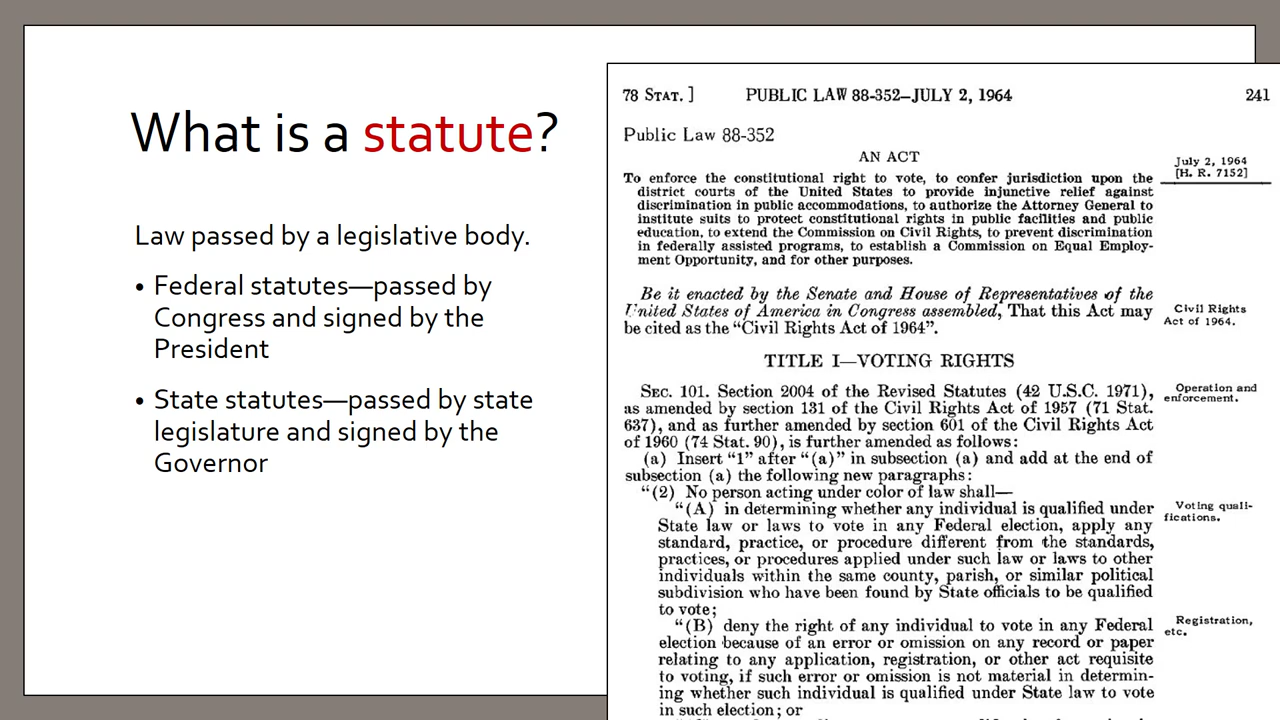 What is a statute?
Law passed by a legislative body.
• Federal statutes—passed by
Congress and signed by the
President
• State statutes—passed by state
legislature and signed by the
Governor
78 STAT. ] PUBLIC LAW 88-352–JULY 2, 1964 241
Public Law 88-352
AN ACT
July 2, 1964
[H. R. 7152]
To enforce the constitutional right to vote, to confer jurisdiction upon the
district courts of the United States to provide injunctive relief against
discrimination in public accommodations, to authorize the Attorney General to
institute suits to protect constitutional rights in public facilities and public
education, to extend the Commission on Civil Rights, to prevent discrimination
in federally assisted programs, to establish a Commission on Equal Employ-
ment Opportunity, and for other purposes.
Be it enacted by the Senate and House of Representatives of the
United States of America in Congress assembled, That this Act may
be cited as the “Civil Rights Act of 1964”.
Civil Rights
Act of 1964.
TITLE I—VOTING RIGHTS
SEC. 101. Section 2004 of the Revised Statutes (42 U.S.C. 1971),
as amended by section 131 of the Civil Rights Act of 1957 (71 Stat.
637), and as further amended by section 601 of the Civil Rights Act
of 1960 (74 Stat. 90), is further amended as follows:
Operation and
enforcement.
(a) Insert “1” after “(a)” in subsection (a) and add at the end of
subsection (a) the following new paragraphs:
“(2) No person acting under color of law shall—
“(A) in determining whether any individual is qualified under
State law or laws to vote in any Federal election, apply any
standard, practice, or procedure different from the standards,
practices, or procedures applied under such law or laws to other
individuals within the same county, parish, or similar political
subdivision who have been found by State officials to be qualified
to vote;
Voting quali-
fications.
“(B) deny the right of any individual to vote in any Federal
election because of an error or omission on any record or paper
relating to any application, registration, or other act requisite
to voting, if such error or omission is not material in determin-
ing whether such individual is qualified under State law to vote
in such election; or
Registration,
etc.